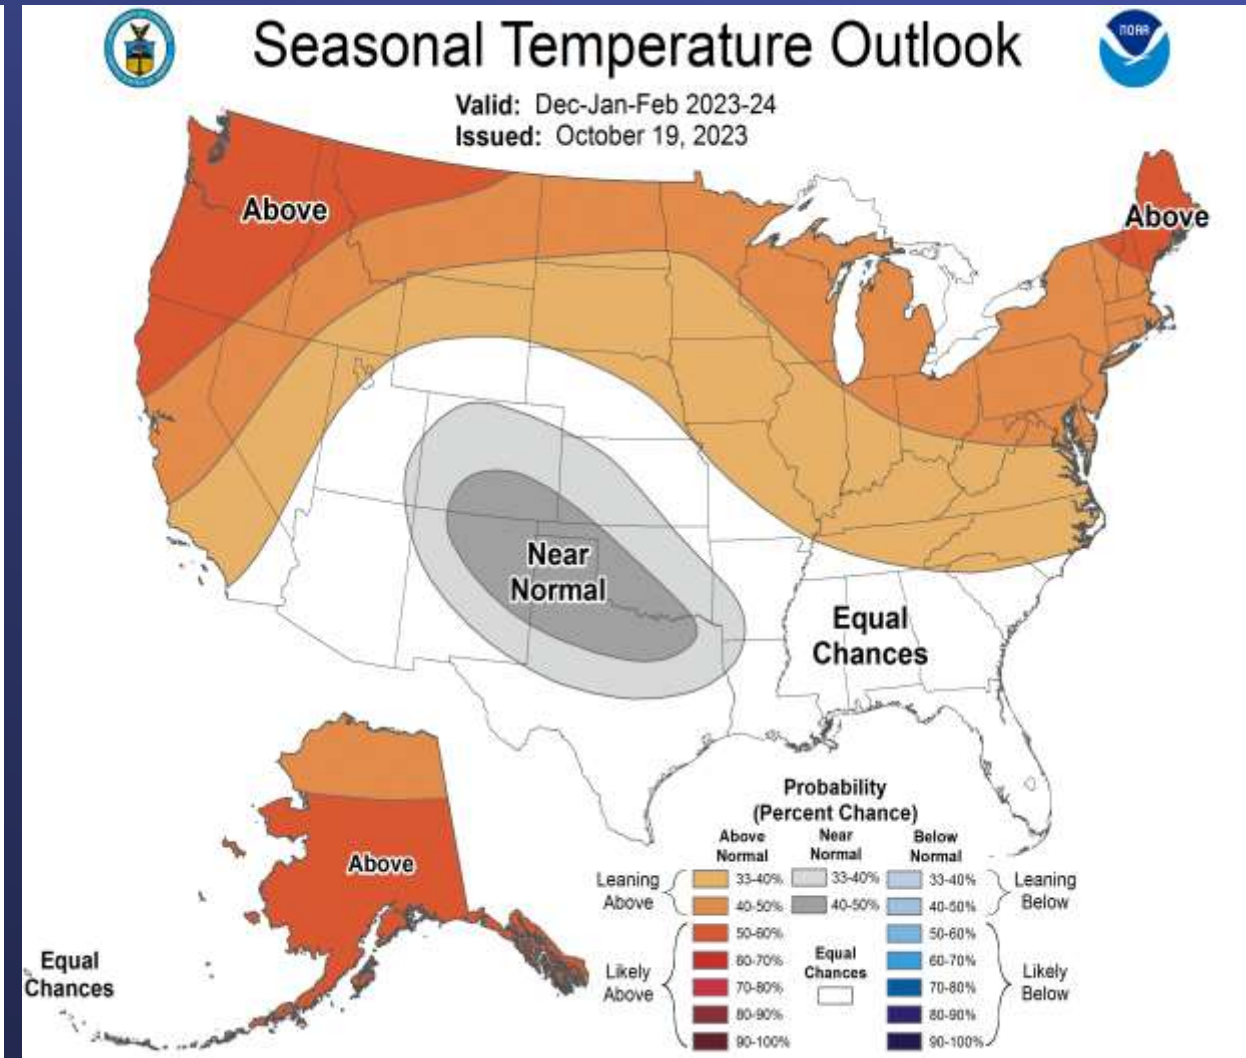 Seasonal Temperature Outlook
NOAA
Valid: Dec-Jan-Feb 2023-24
Issued: October 19, 2023
Above
Above
Near
Normal
Equal
Chances
Above
Equal
Chances
Probability
(Percent Chance)
Above
Normal
Near
Normal
Below
Normal
Leaning
Above
33-40%
33-40%
33-40%
Leaning
Below
40-50%
40-50%
40-50%
Likely
Above
50-60%
50-60%
Likely
Below
60-70%
Equal
Chances
60-70%
70-80%
70-80%
80-90%
80-90%
90-100%
90-100%